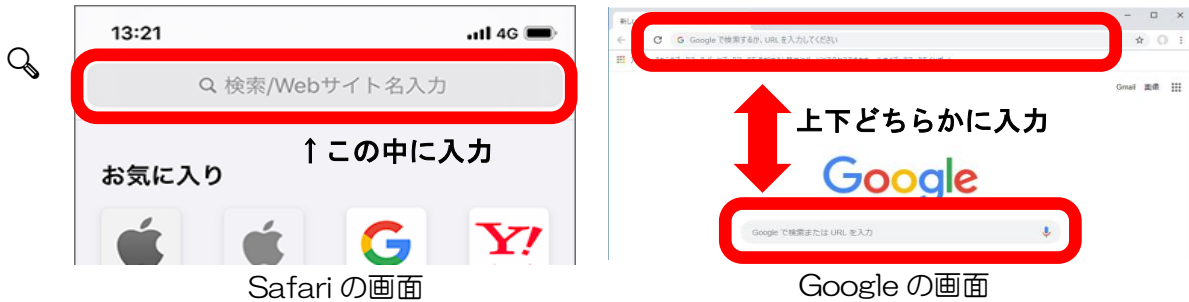 13:21
4G
検索/Webサイト名入力
↑この中に入力
お気に入り
Y!
Safari の画面
新し
G Google で検索するか、URL を入力してください
Gmail 画像
上下どちらかに入力
Google
Google で検索または URL を入力
Google の画面